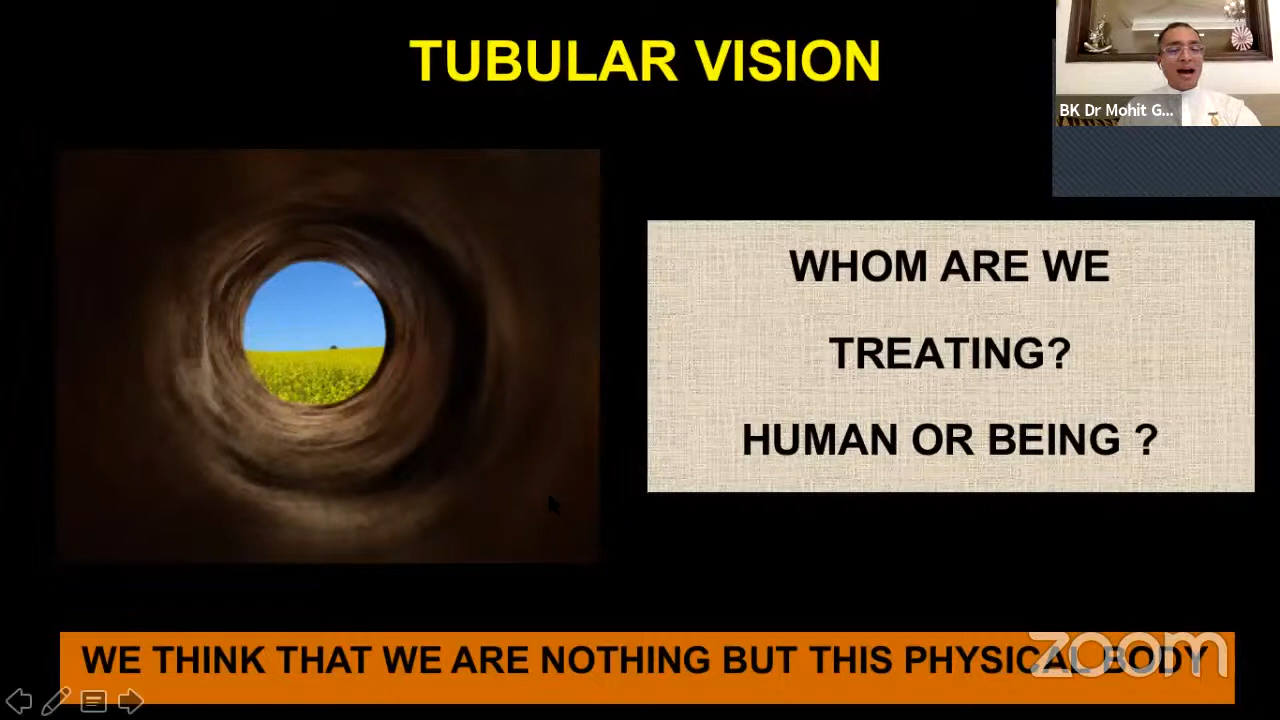 TUBULAR VISION
BK Dr Mohit G...
WHOM ARE WE
TREATING?
HUMAN OR BEING ?
WE THINK THAT WE ARE NOTHING BUT THIS PHYSICAL BODY
zoom